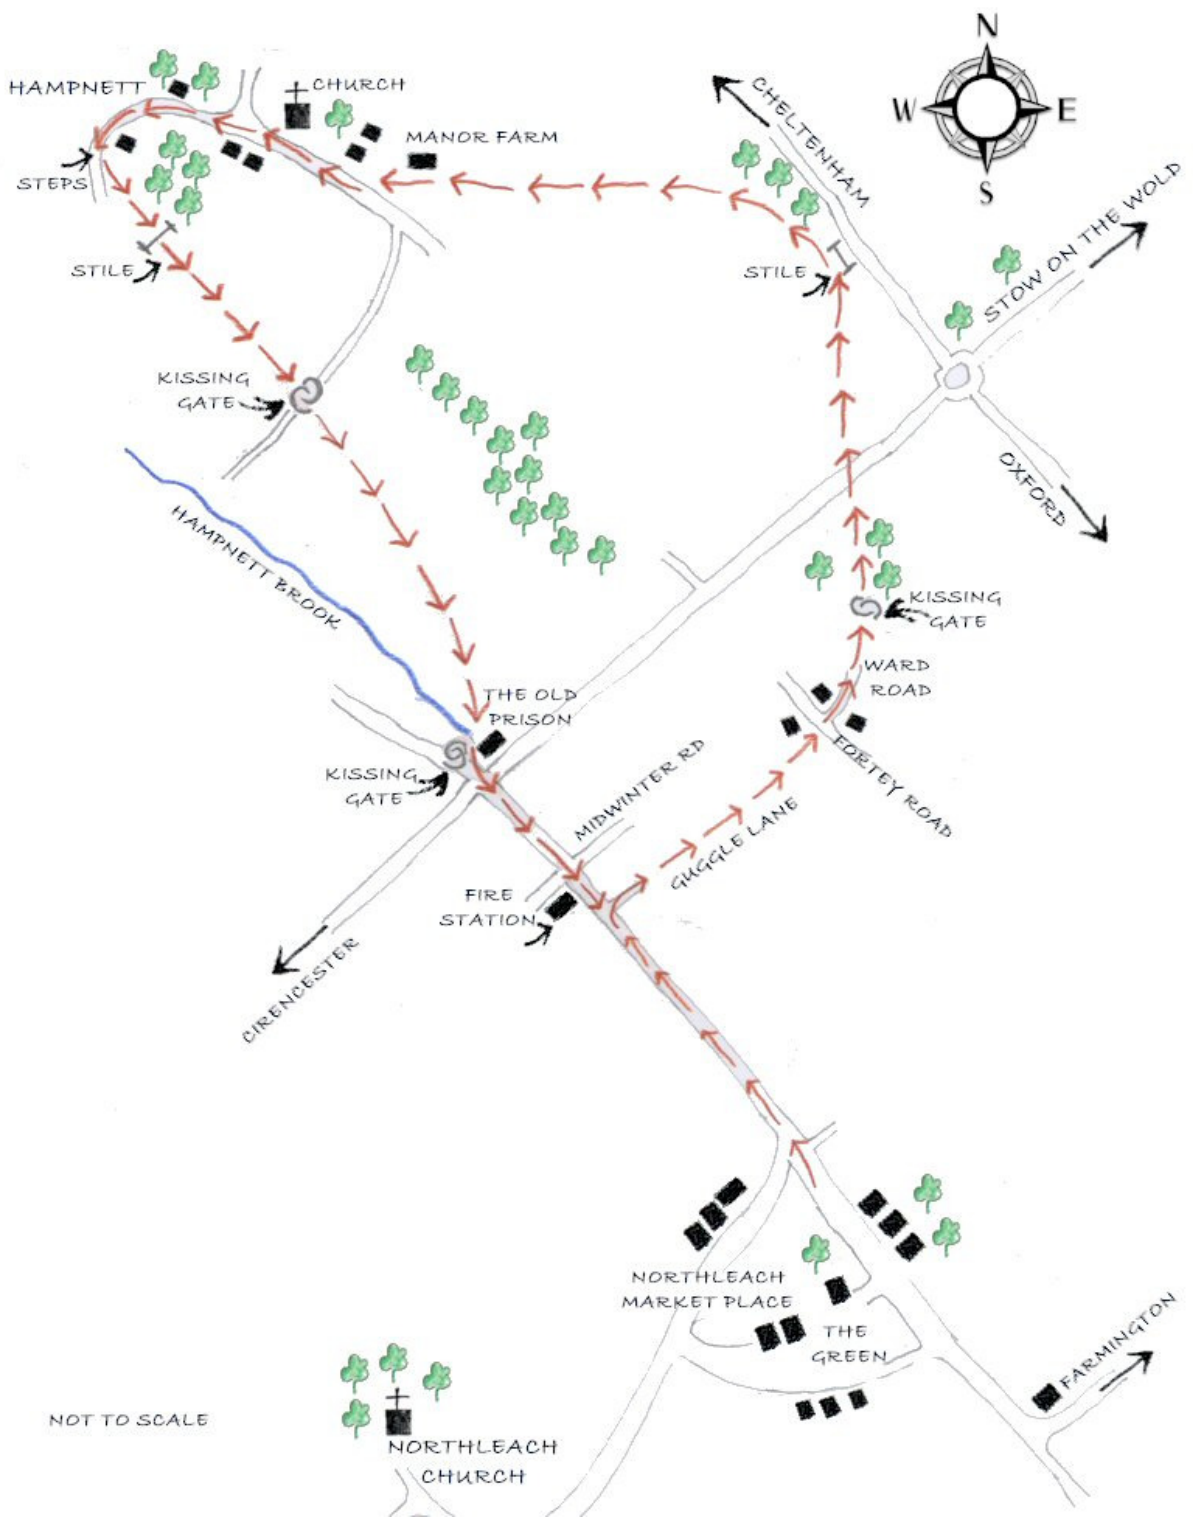 N
W
E
S
CHELTENHAM
STOW ON THE WOLD
OXFORD
HAMPNETT
CHURCH
MANOR FARM
STEPS
STILE
STILE
KISSING
GATE
HAMPNETT BROOK
KISSING
GATE
WARD
ROAD
FORTEY ROAD
THE OLD
PRISON
KISSING
GATE
MIDWINTER RD
GUGGLE LANE
FIRE
STATION
CIRENCESTER
NORTHLEACH
MARKET PLACE
THE
GREEN
FARMINGTON
NOT TO SCALE
NORTHLEACH
CHURCH